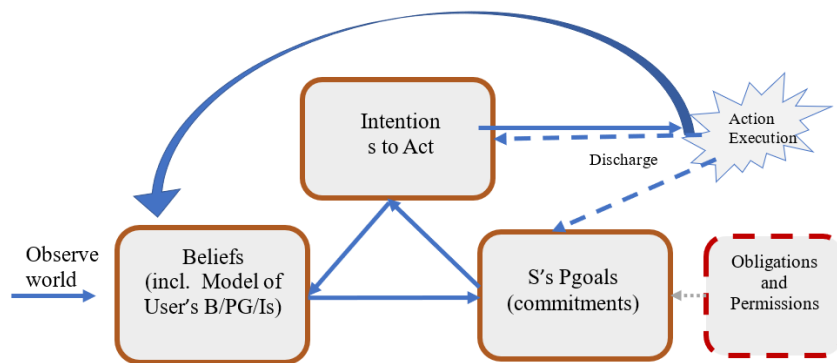 Intention
s to Act
Action
Execution
Discharge
Observe
world
Beliefs
(incl. Model of
User's B/PG/Is)
S's Pgoals
(commitments)
Obligations
and
Permissions